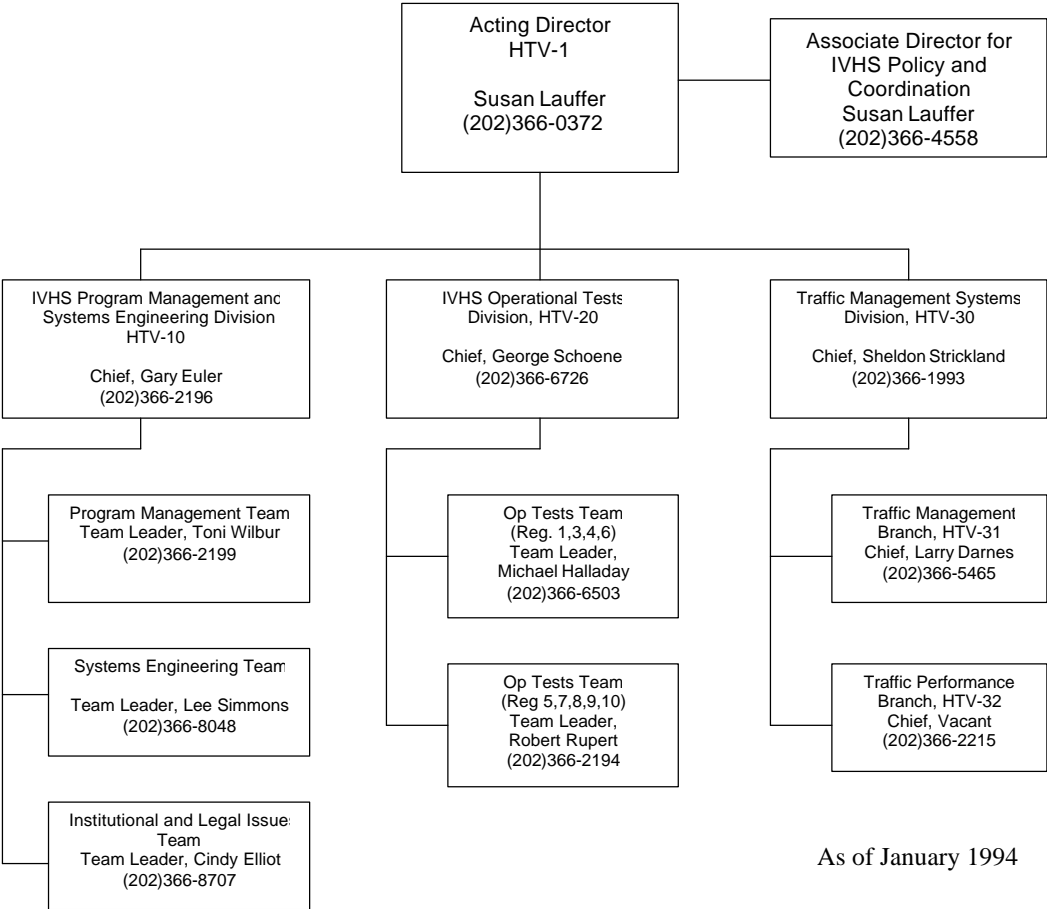 Acting Director
HTV-1
Susan Lauffer
(202)366-0372
Associate Director for
IVHS Policy and
Coordination
Susan Lauffer
(202)366-4558
IVHS Program Management and
Systems Engineering Division
HTV-10
Chief, Gary Euler
(202)366-2196
IVHS Operational Tests
Division, HTV-20
Chief, George Schoene
(202)366-6726
Traffic Management Systems
Division, HTV-30
Chief, Sheldon Strickland
(202)366-1993
Program Management Team
Team Leader, Toni Wilbur
(202)366-2199
Systems Engineering Team
Team Leader, Lee Simmons
(202)366-8048
Institutional and Legal Issues
Team
Team Leader, Cindy Elliot
(202)366-8707
Op Tests Team
(Reg. 1,3,4,6)
Team Leader,
Michael Halladay
(202)366-6503
Op Tests Team
(Reg 5,7,8,9,10)
Team Leader,
Robert Rupert
(202)366-2194
Traffic Management
Branch, HTV-31
Chief, Larry Darnes
(202)366-5465
Traffic Performance
Branch, HTV-32
Chief, Vacant
(202)366-2215
As of January 1994